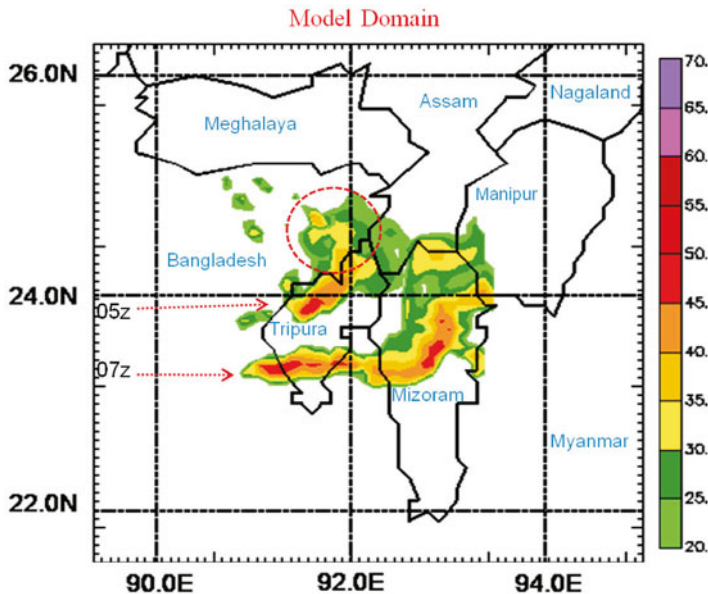 Model Domain
26.0N
24.0N
22.0N
90.0E 92.0E 94.0E
Meghalaya
Assam
Nagaland
Manipur
Bangladesh
05z
Tripura
07z
Mizoram
Myanmar
70.
65.
60.
55.
50.
45.
40.
35.
30.
25.
20.